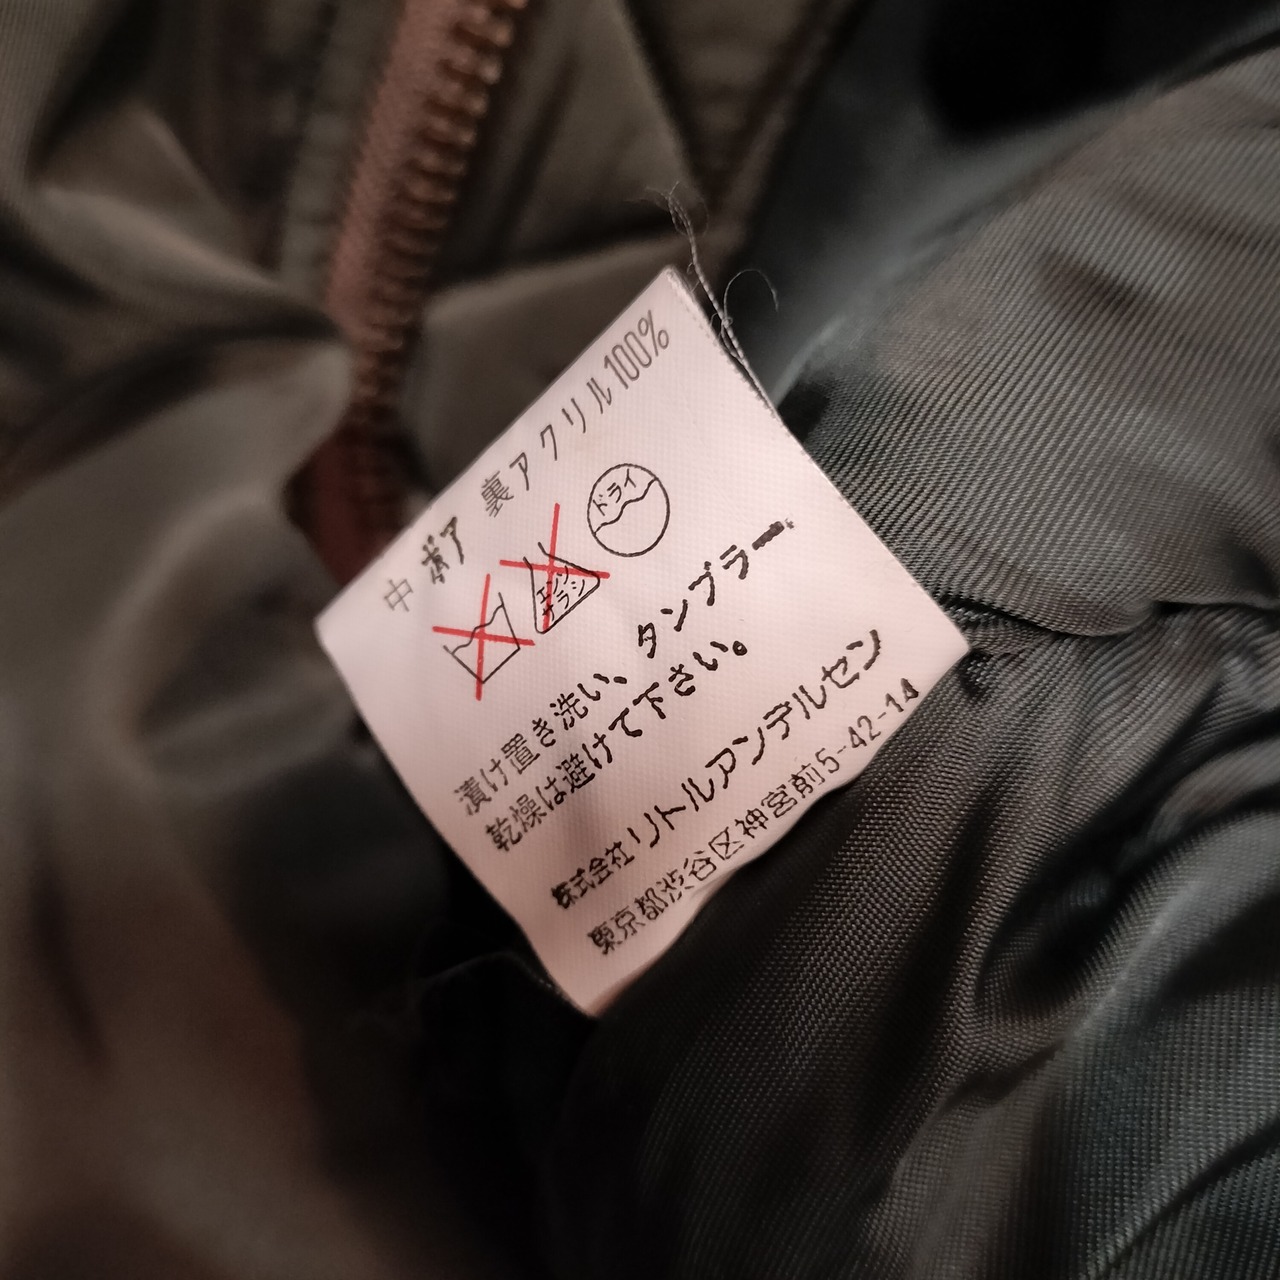 中 ボア 裏アクリル100%
エンソ サラシ
ドライ
漬け置き洗い、タンブラー
乾燥は避けて下さい。
株式会社リトルアンデルセン
東京都渋谷区神宮前5-42-14